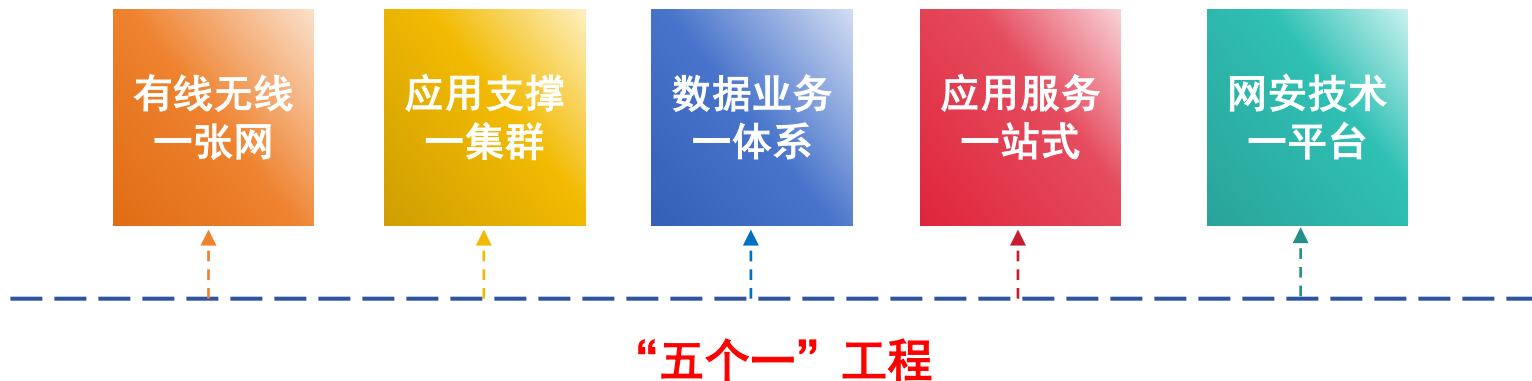 有线无线
一张网
应用支撑
一集群
数据业务
一体系
应用服务
一站式
网安技术
一平台
“五个一”工程